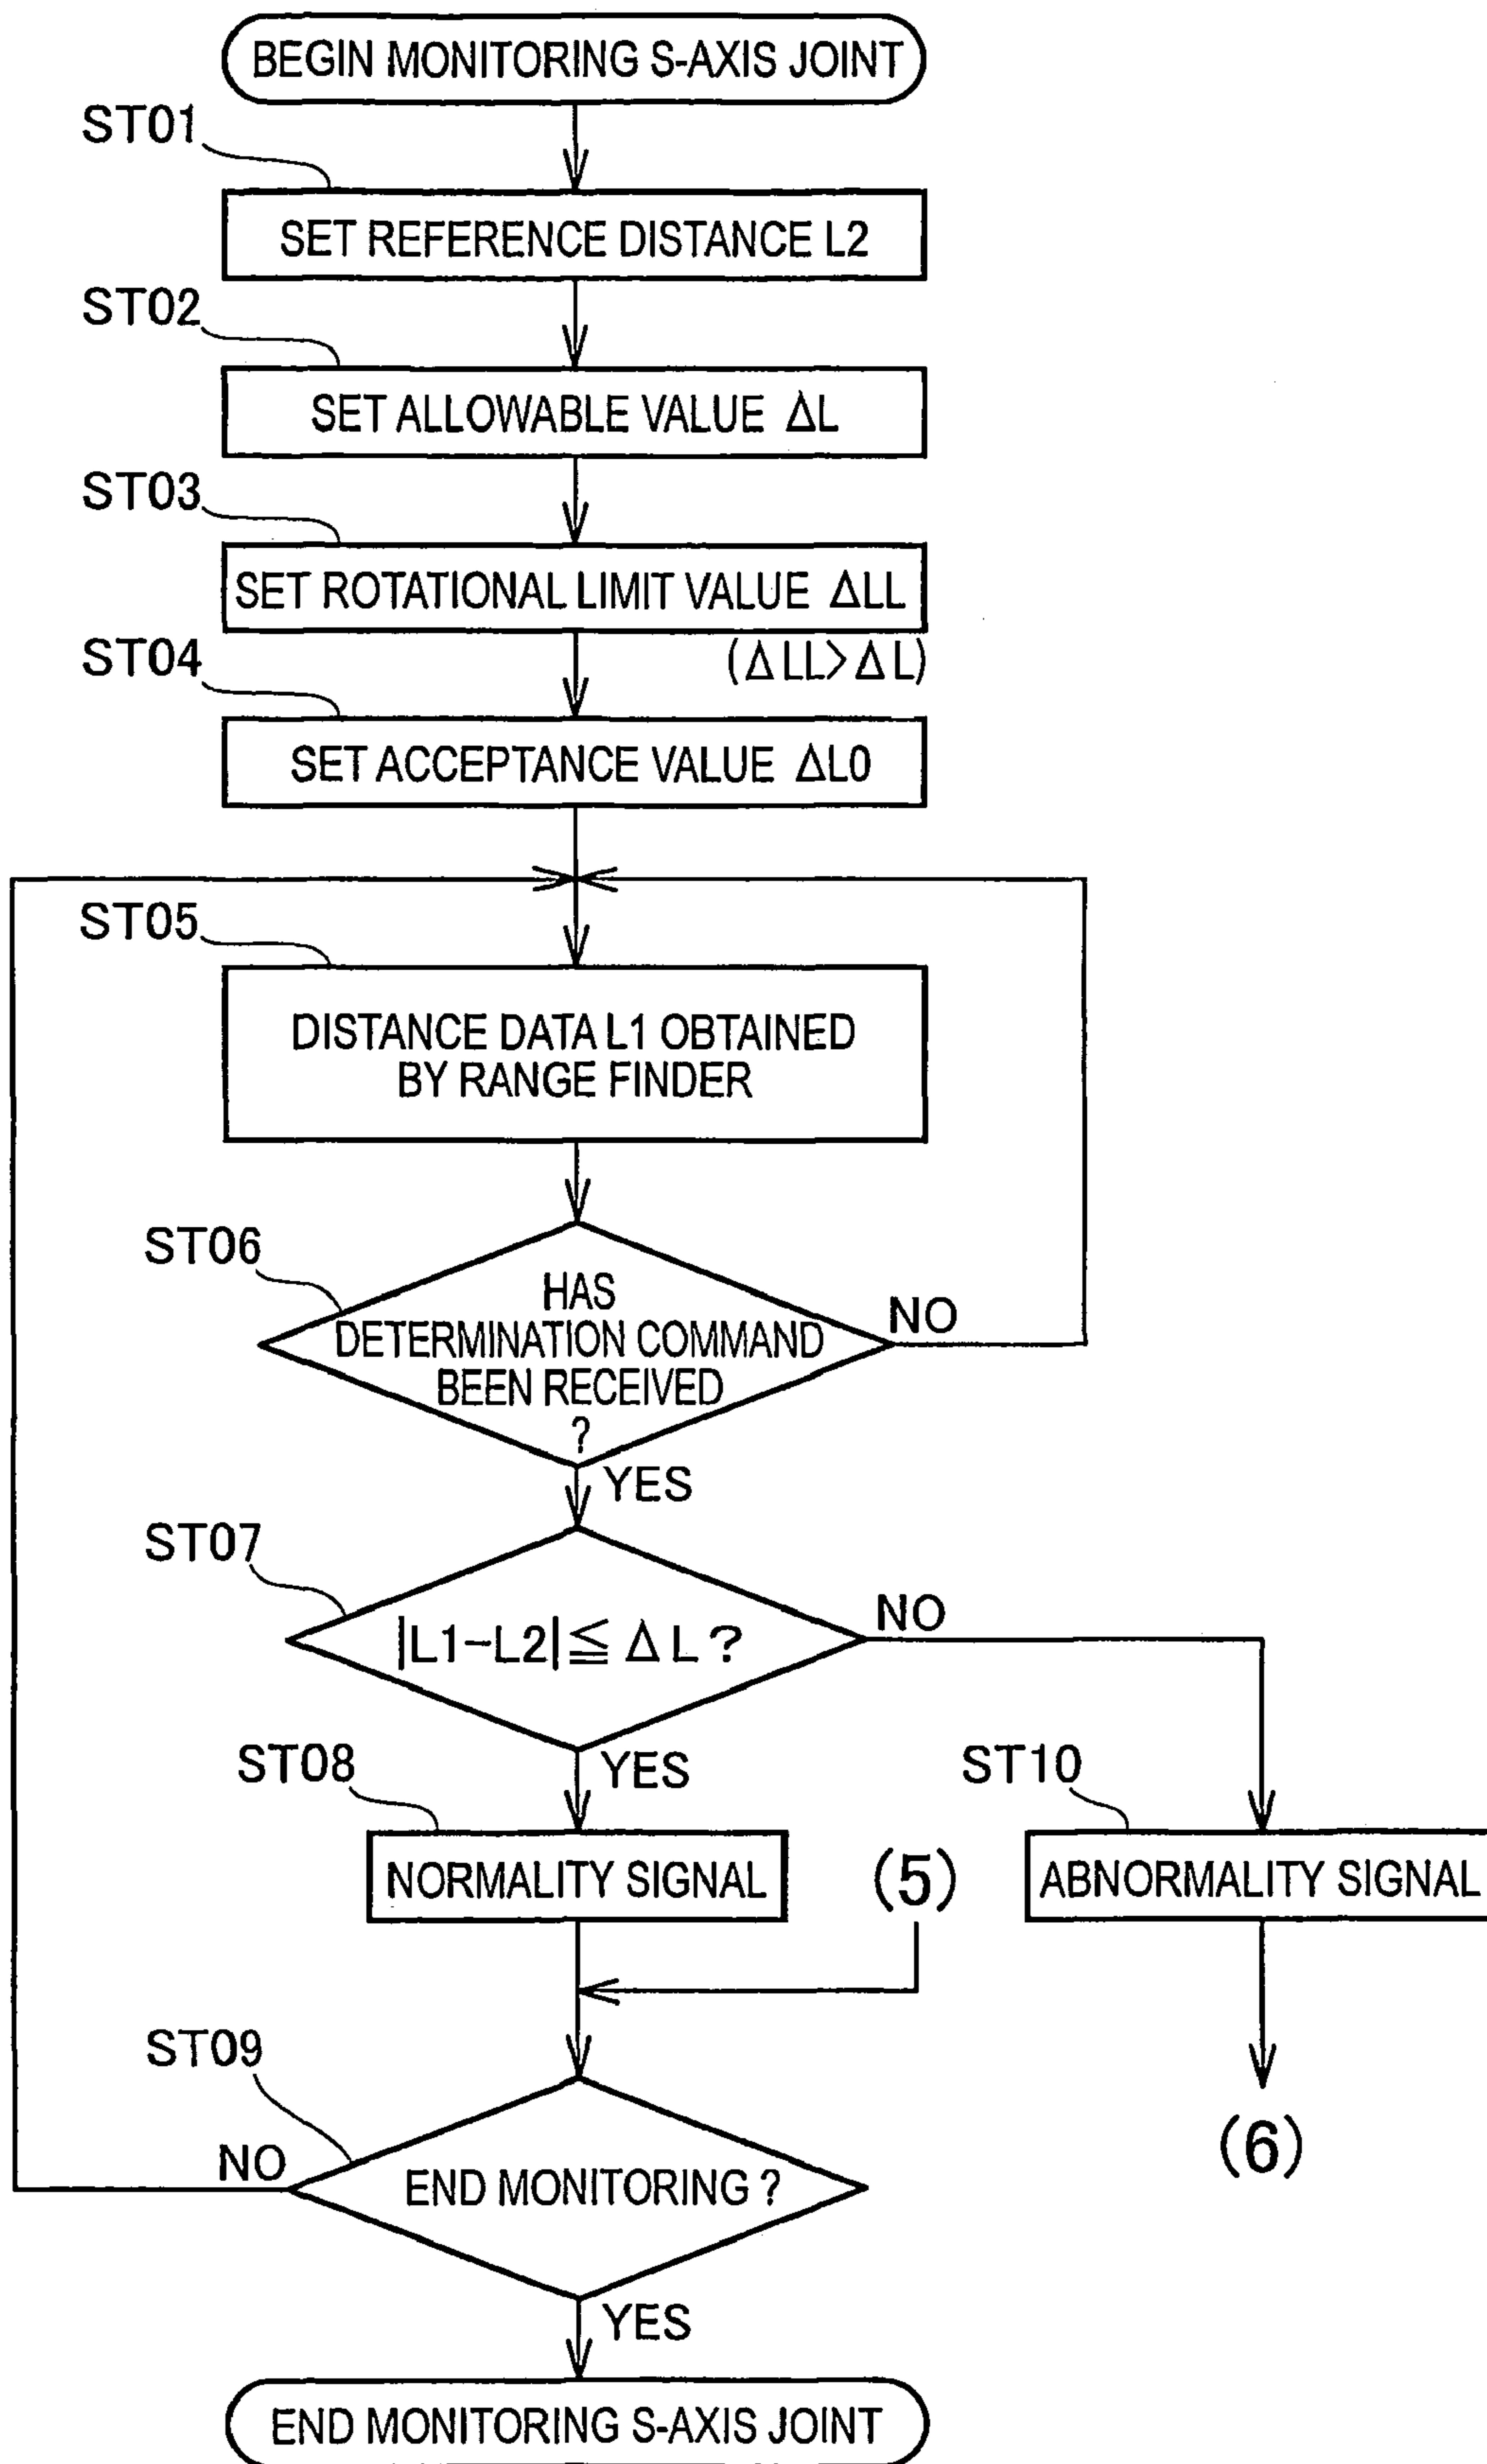 BEGIN MONITORING S-AXIS JOINT
ST01
SET REFERENCE DISTANCE L2
ST02
SET ALLOWABLE VALUE ΔL
ST03
SET ROTATIONAL LIMIT VALUE ΔLL
(ΔLL>ΔL)
ST04
SET ACCEPTANCE VALUE ΔL0
ST05
DISTANCE DATA L1 OBTAINED
BY RANGE FINDER
ST06
HAS
DETERMINATION COMMAND
BEEN RECEIVED
?
NO
YES
ST07
|L1-L2|≦ΔL?
NO
YES
ST08
NORMALITY SIGNAL
(5)
ST10
ABNORMALITY SIGNAL
(6)
ST09
END MONITORING ?
NO
YES
END MONITORING S-AXIS JOINT